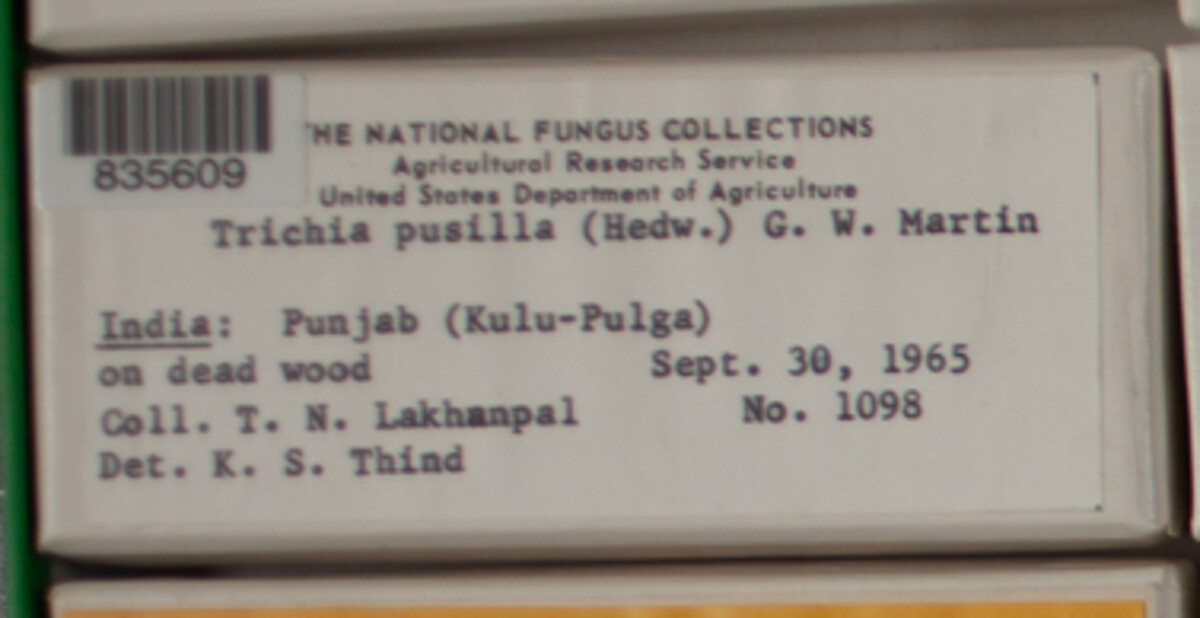 835609
THE NATIONAL FUNGUS COLLECTIONS
Agricultural Research Service
United States Department of Agriculture
Trichia pusilla (Hedw.) G. W. Martin
India: Punjab (Kulu-Pulga)
on dead wood Sept. 30, 1965
Coll. T. N. Lakhanpal No. 1098
Det. K. S. Thind